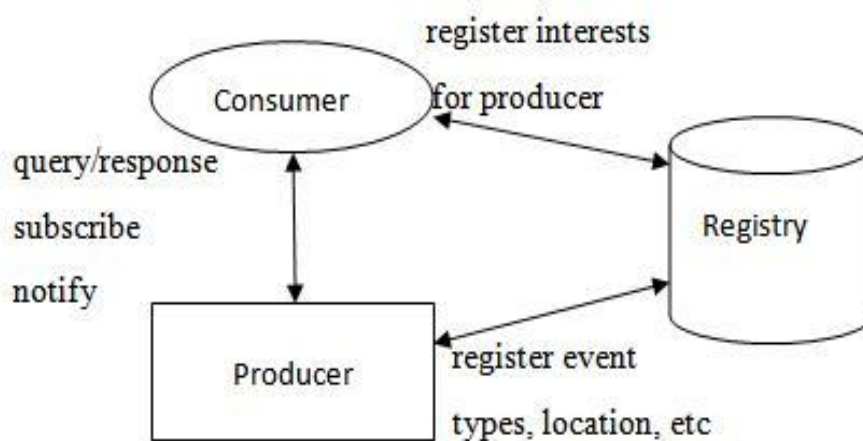 register interests
for producer
Consumer
query/response
subscribe
notify
Registry
Producer
register event
types, location, etc